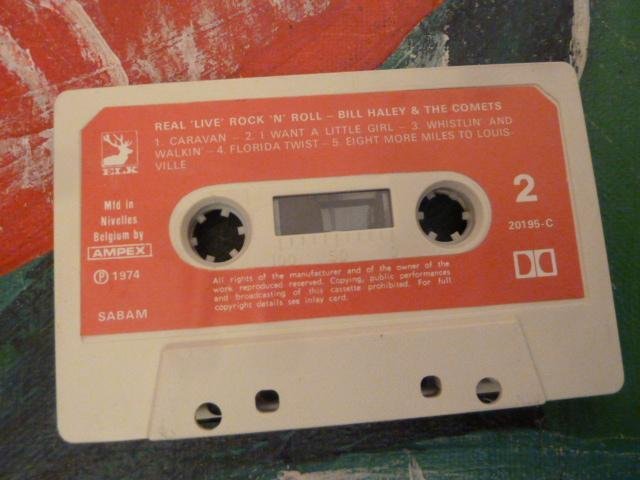 REAL 'LIVE' ROCK 'N' ROLL – BILL HALEY & THE COMETS
1. CARAVAN – 2. I WANT A LITTLE GIRL – 3. WHISTLIN' AND
WALKIN' – 4. FLORIDA TWIST – 5. EIGHT MORE MILES TO LOUIS-
VILLE
ELK
Mfd in
Nivelles
Belgium by
AMPEX
℗ 1974
SABAM
2
20195-C
100 50
All rights of the manufacturer and of the owner of the
work reproduced reserved. Copying, public performances
and broadcasting of this cassette prohibited. For full
copyright details see inlay card.